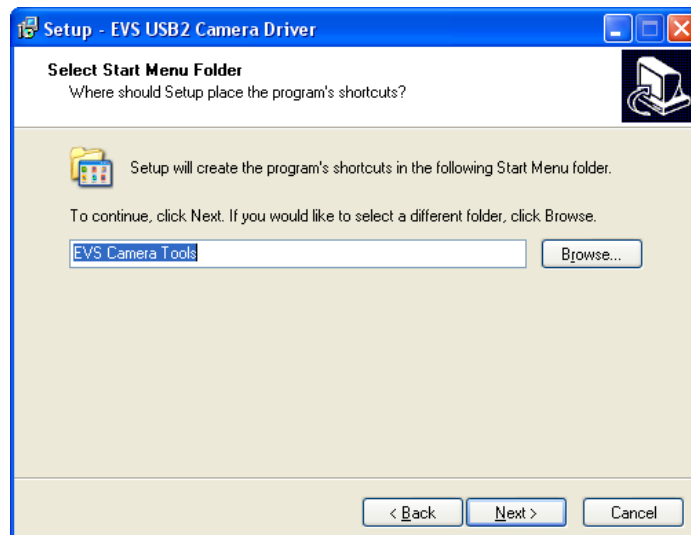 Setup - EVS USB2 Camera Driver
Select Start Menu Folder
Where should Setup place the program's shortcuts?
Setup will create the program's shortcuts in the following Start Menu folder.
To continue, click Next. If you would like to select a different folder, click Browse.
EVS Camera Tools
Browse...
< Back
Next >
Cancel